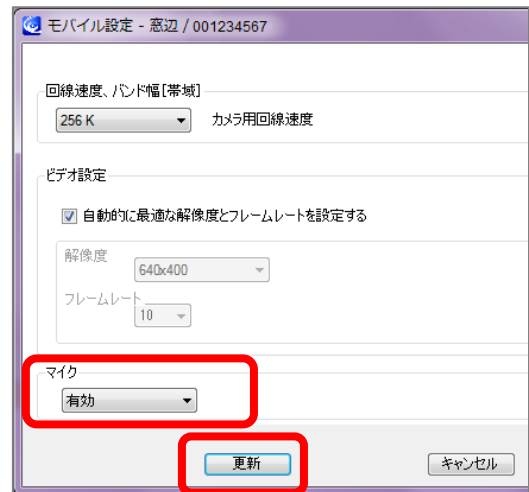 モバイル設定 - 窓辺 / 001234567
回線速度、バンド幅[帯域]
256 K カメラ用回線速度
ビデオ設定
自動的に最適な解像度とフレームレートを設定する
解像度
640x400
フレームレート
10
マイク
有効
更新 キャンセル